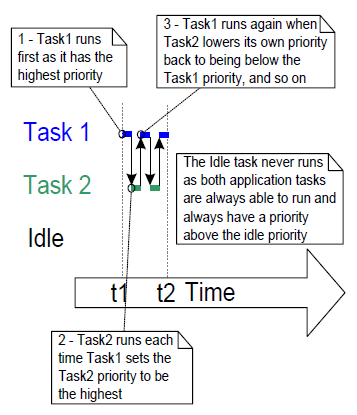 1 - Task1 runs
first as it has the
highest priority
3 - Task1 runs again when
Task2 lowers its own priority
back to being below the
Task1 priority, and so on
Task 1
Task 2
Idle
The Idle task never runs
as both application tasks
are always able to run and
always have a priority
above the idle priority
t1 t2 Time
2 - Task2 runs each
time Task1 sets the
Task2 priority to be
the highest